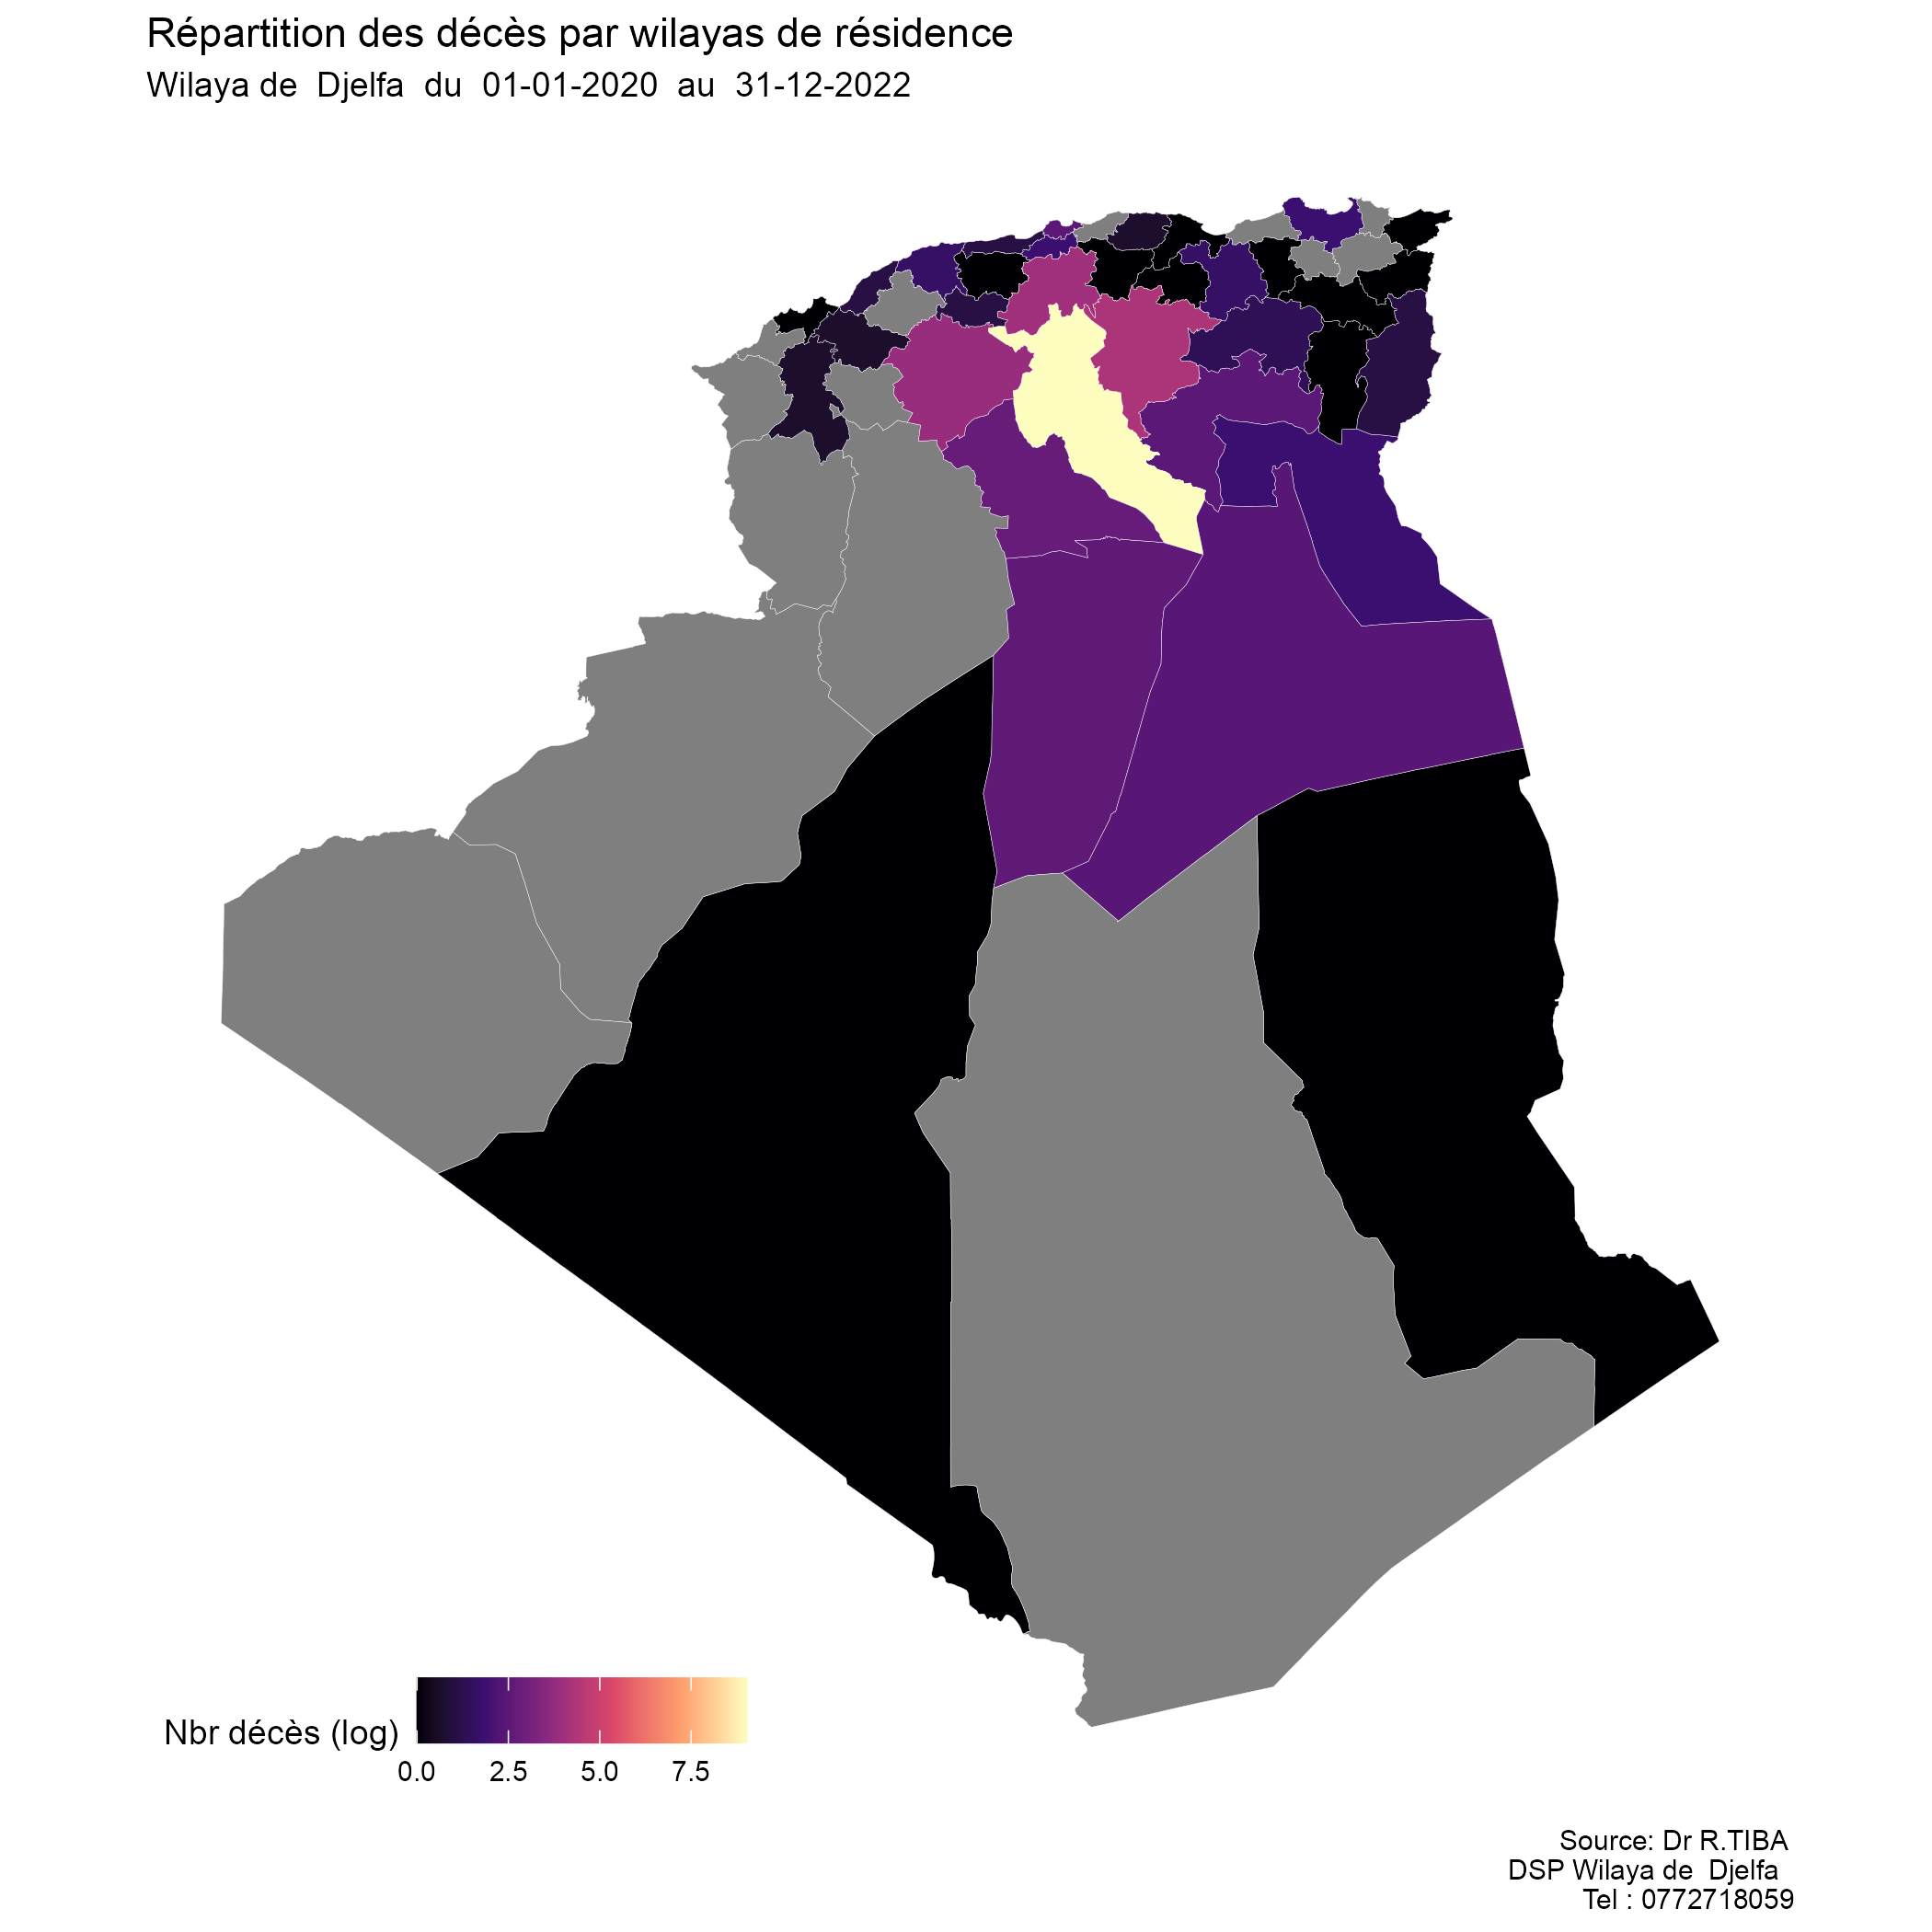 Répartition des décès par wilayas de résidence
Wilaya de Djelfa du 01-01-2020 au 31-12-2022
Nbr décès (log)
0.0 2.5 5.0 7.5
Source: Dr R.TIBA
DSP Wilaya de Djelfa
Tel : 0772718059